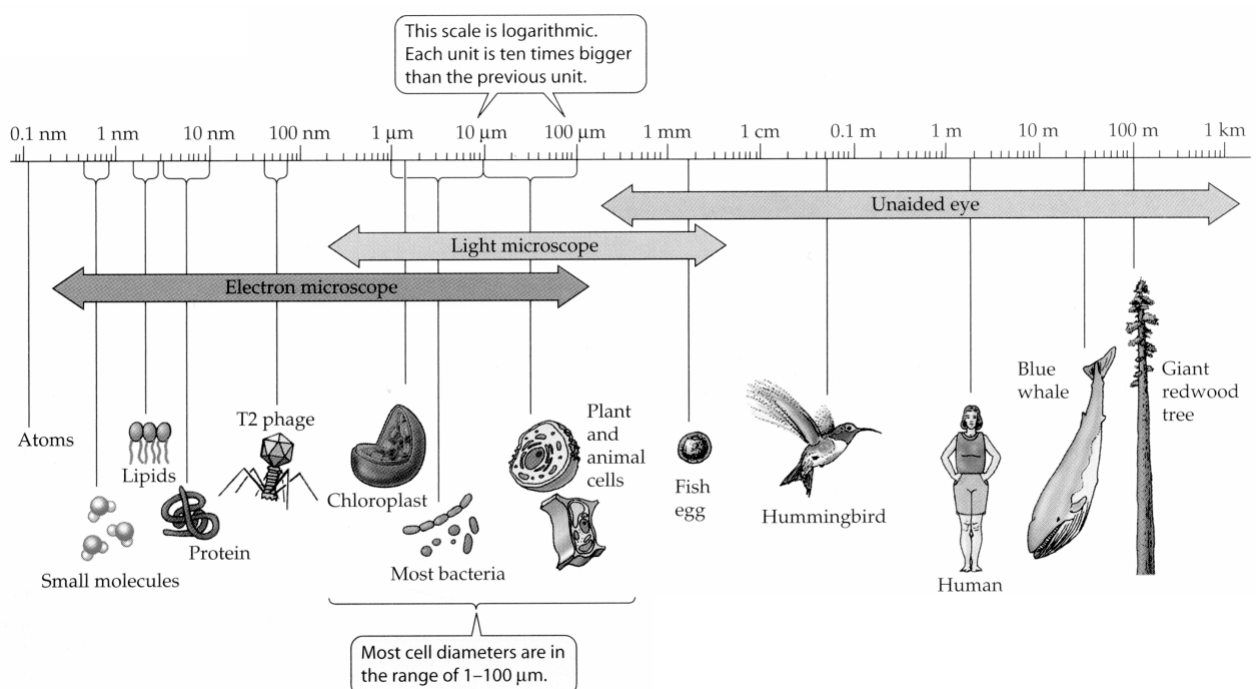 This scale is logarithmic.
Each unit is ten times bigger
than the previous unit.
0.1 nm 1 nm 10 nm 100 nm 1 μm 10 μm 100 μm 1 mm 1 cm 0.1 m 1 m 10 m 100 m 1 km
Unaided eye
Light microscope
Electron microscope
Atoms
Small molecules
Lipids
Protein
T2 phage
Chloroplast
Most bacteria
Plant
and
animal
cells
Fish
egg
Hummingbird
Human
Blue
whale
Giant
redwood
tree
Most cell diameters are in
the range of 1–100 μm.